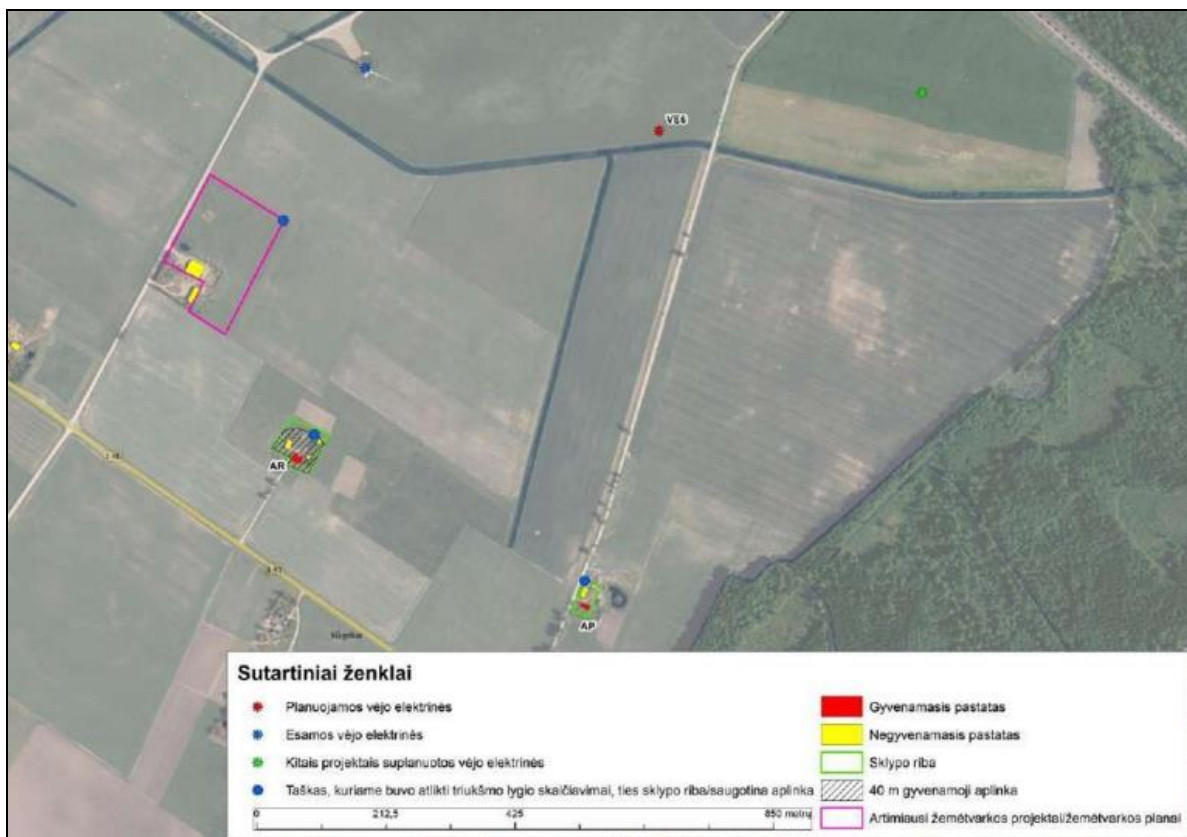 VE6
AR
AP
Sutartiniai ženklai
Planuojamos vėjo elektrinės
Esamos vėjo elektrinės
Kitais projektais suplanuotos vėjo elektrinės
Taškas, kuriame buvo atlikti triukšmo lygio skaičiavimai, ties sklypo riba/saugotina aplinka
0 212,5 425 850 metrų
Gyvenamasis pastatas
Negyvenamasis pastatas
Sklypo riba
40 m gyvenamoji aplinka
Artimiausi žemėtvarkos projektai/žemėtvarkos planai